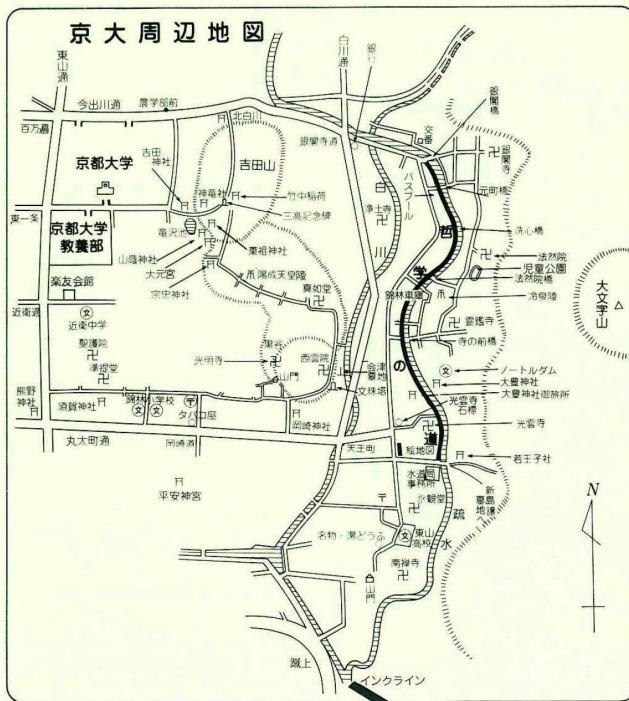 京大周辺地図
東山通
白川通
銀行
今出川通
農学部前
北白川
百万遍
銀閣寺道
交番
銀閣橋
銀閣寺
京都大学
吉田神社
吉田山
神竜社
竹中稲荷
三高記念碑
白川
浄土寺
バスプール
元町橋
洗心橋
東一条
京都大学
教養部
竜沢池
菓祖神社
山蔭神社
大元宮
宗忠神社
陽成天皇陵
真如堂
哲学の道
法然院
児童公園
法然院橋
錦林車庫
冷泉陵
大文字山
楽友会館
近衛通
近衛中学
聖護院
準提堂
霊鑑寺
寺の前橋
黒谷
光明寺
西雲院
会津墓地
山門
文珠塔
ノートルダム
大豊神社
大豊神社御旅所
光雲寺石標
光雲寺
熊野神社
須賀神社
錦林小学校
タバコ屋
岡崎神社
丸太町通
岡崎道
天王町
絵地図
若王子社
水道局事務所
新島襄墓地へ
平安神宮
永観堂
疏水
名物・湯どうふ
東山高校
南禅寺
山門
蹴上
インクライン
N